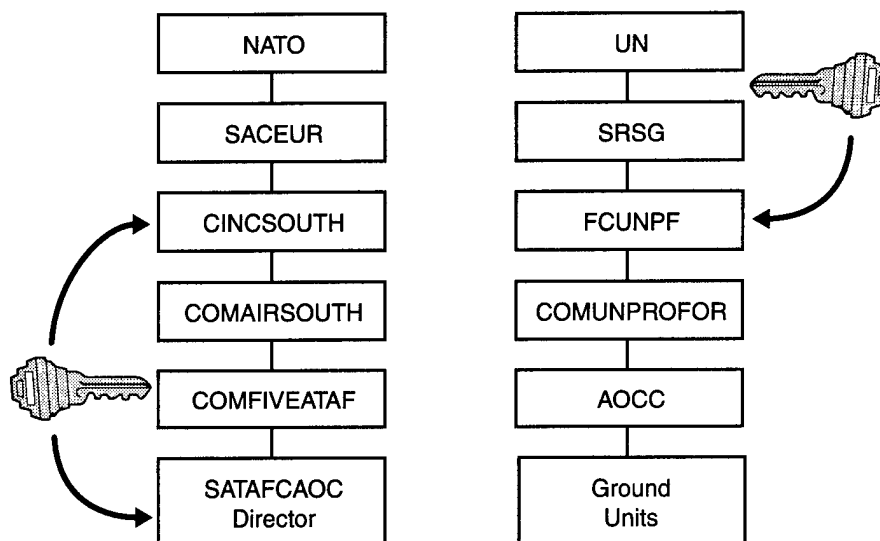 NATO
SACEUR
CINCSOUTH
COMAIRSOUTH
COMFIVEATAF
SATAFCAOC
Director
UN
SRSG
FCUNPF
COMUNPROFOR
AOCC
Ground
Units